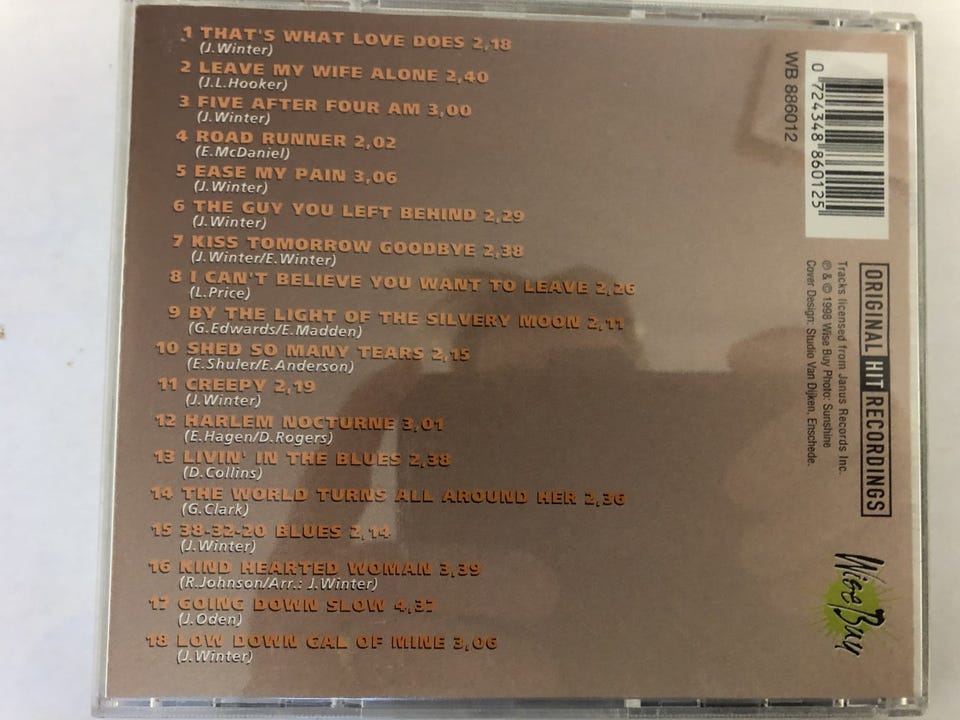 1 THAT'S WHAT LOVE DOES 2,18
(J.Winter)
2 LEAVE MY WIFE ALONE 2,40
(J.L.Hooker)
3 FIVE AFTER FOUR AM 3,00
(J.Winter)
4 ROAD RUNNER 2,02
(E.McDaniel)
5 EASE MY PAIN 3,06
(J.Winter)
6 THE GUY YOU LEFT BEHIND 2,29
(J.Winter)
7 KISS TOMORROW GOODBYE 2,38
(J.Winter/E.Winter)
8 I CAN'T BELIEVE YOU WANT TO LEAVE 2,26
(L.Price)
9 BY THE LIGHT OF THE SILVERY MOON 2,11
(G.Edwards/E.Madden)
10 SHED SO MANY TEARS 2,15
(E.Shuler/E.Anderson)
11 CREEPY 2,19
(J.Winter)
12 HARLEM NOCTURNE 3,01
(E.Hagen/D.Rogers)
13 LIVIN' IN THE BLUES 2,38
(D.Collins)
14 THE WORLD TURNS ALL AROUND HER 2,36
(G.Clark)
15 38-32-20 BLUES 2,14
(J.Winter)
16 KIND HEARTED WOMAN 3,39
(R.Johnson/Arr.: J.Winter)
17 GOING DOWN SLOW 4,37
(J.Oden)
18 LOW DOWN GAL OF MINE 3,06
(J.Winter)
0 724348 860125
WB 886012
ORIGINAL HIT RECORDINGS
Tracks licensed from Janus Records Inc.
℗ & © 1998 Wise Buy Photo: Sunshine
Cover Design: Studio Van Dijken, Enschede.
Wise Buy